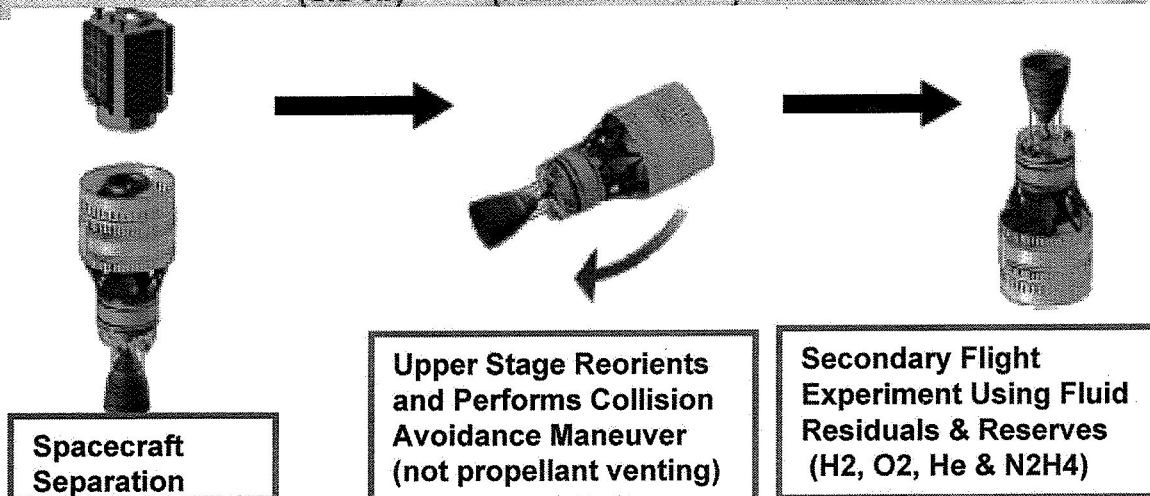 Spacecraft
Separation
Upper Stage Reorients
and Performs Collision
Avoidance Maneuver
(not propellant venting)
Secondary Flight
Experiment Using Fluid
Residuals & Reserves
(H2, O2, He & N2H4)